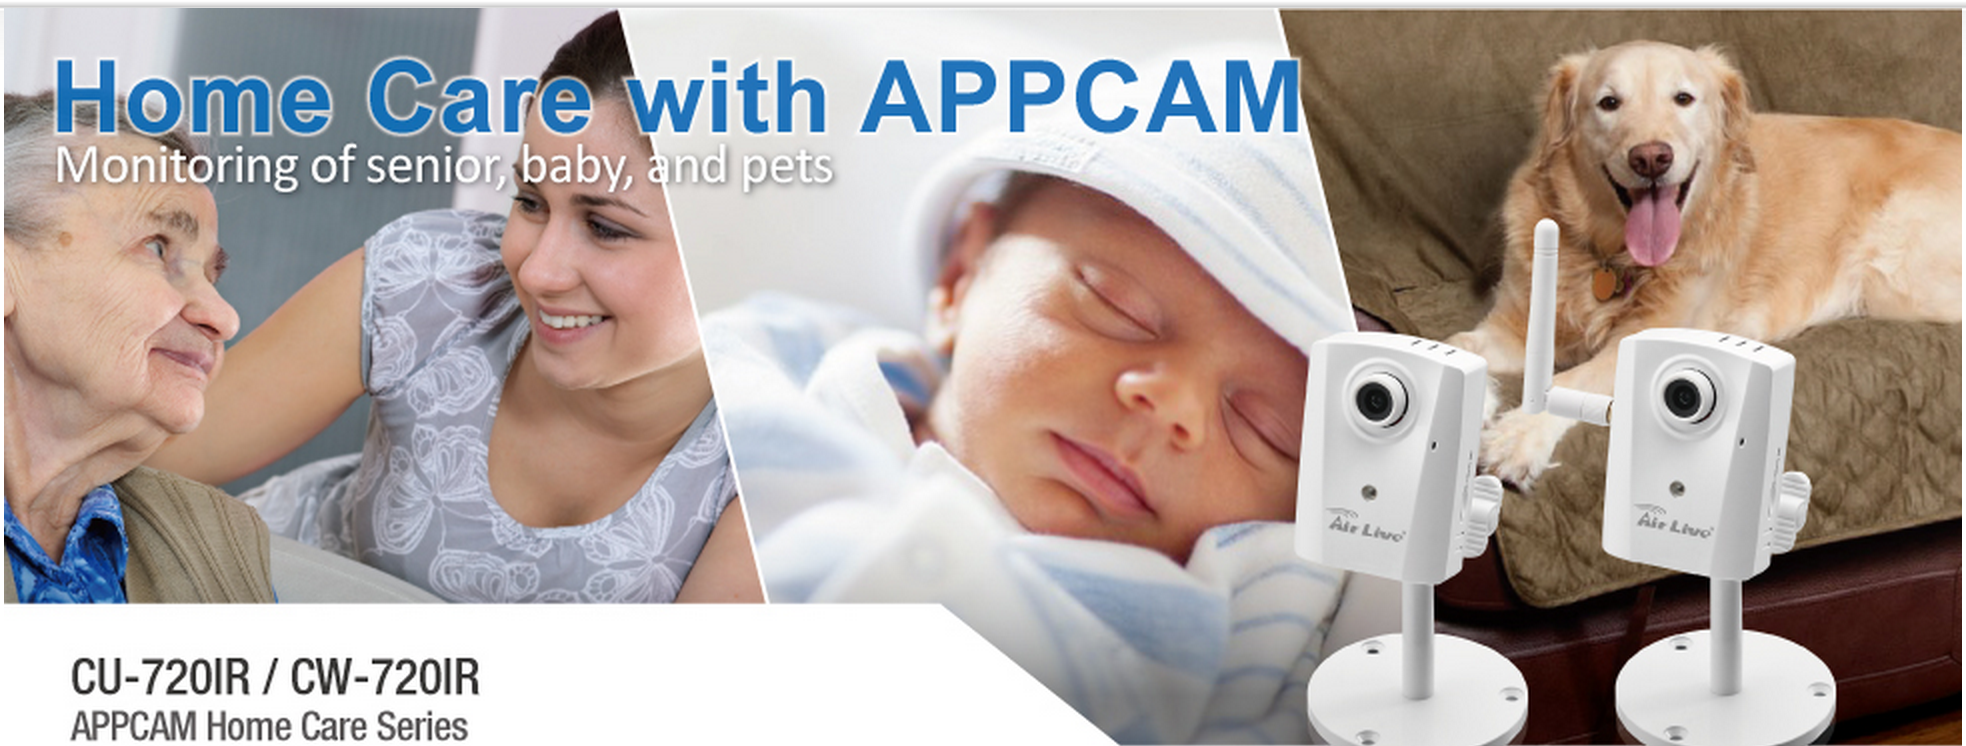 Home Care with APPCAM
Monitoring of senior, baby, and pets
Air Live
Air Live
CU-720IR / CW-720IR
APPCAM Home Care Series